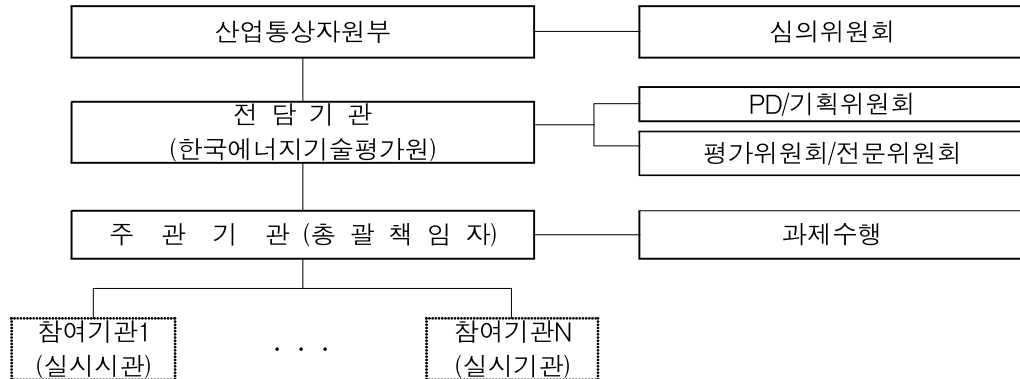 산업통상자원부
심의위원회
전 담 기 관
(한국에너지기술평가원)
PD/기획위원회
평가위원회/전문위원회
주 관 기 관 (총 괄 책 임 자)
과제수행
참여기관1
(실시시관)
· · ·
참여기관N
(실시기관)